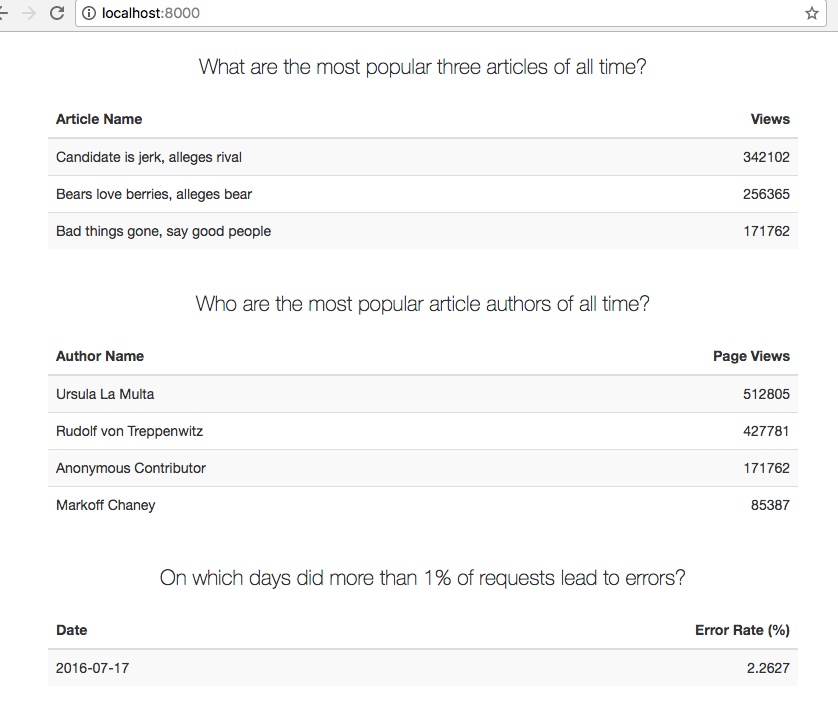 localhost:8000
What are the most popular three articles of all time?
Article Name Views
Candidate is jerk, alleges rival 342102
Bears love berries, alleges bear 256365
Bad things gone, say good people 171762
Who are the most popular article authors of all time?
Author Name Page Views
Ursula La Multa 512805
Rudolf von Treppenwitz 427781
Anonymous Contributor 171762
Markoff Chaney 85387
On which days did more than 1% of requests lead to errors?
Date Error Rate (%)
2016-07-17 2.2627